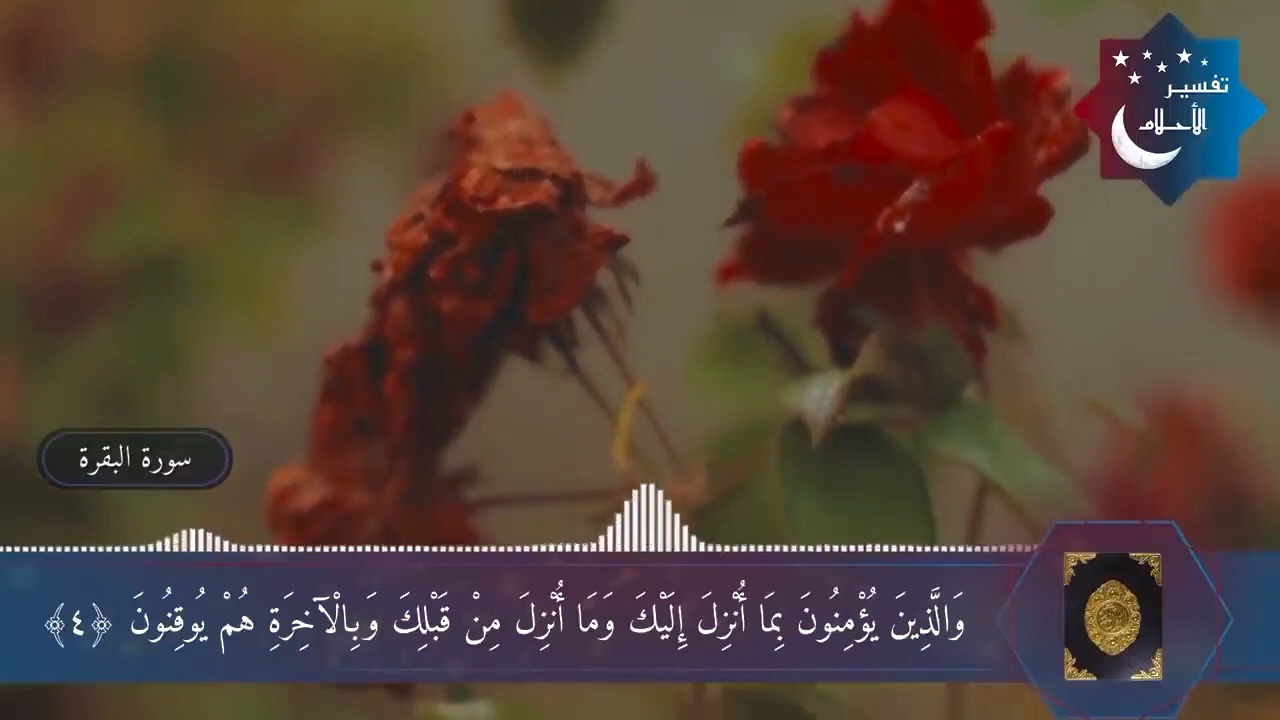 تفسير
الأحلام
سورة البقرة
وَالَّذِينَ يُؤْمِنُونَ بِمَا أُنْزِلَ إِلَيْكَ وَمَا أُنْزِلَ مِنْ قَبْلِكَ وَبِالْآخِرَةِ هُمْ يُوقِنُونَ ﴿٤﴾